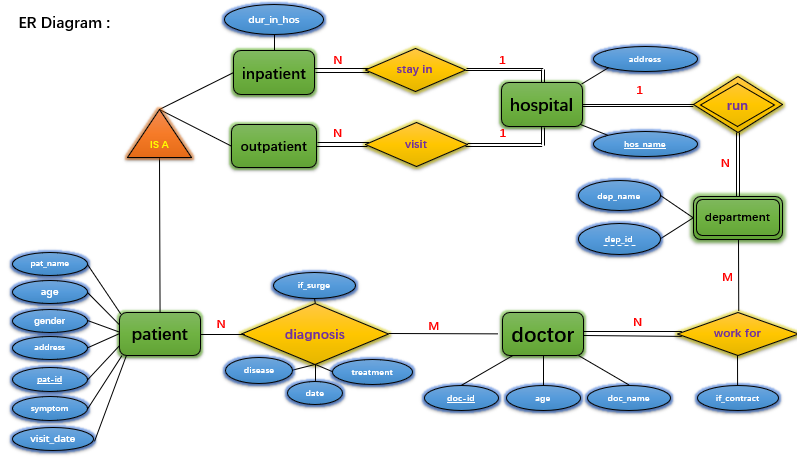 ER Diagram :
dur_in_hos
inpatient
N
stay in
1
hospital
address
1
run
IS A
outpatient
N
visit
1
hos_name
N
dep_name
department
dep_id
pat_name
age
gender
address
pat-id
symptom
visit_date
patient
N
if_surge
diagnosis
disease
date
treatment
M
doctor
N
M
work for
doc-id
age
doc_name
if_contract